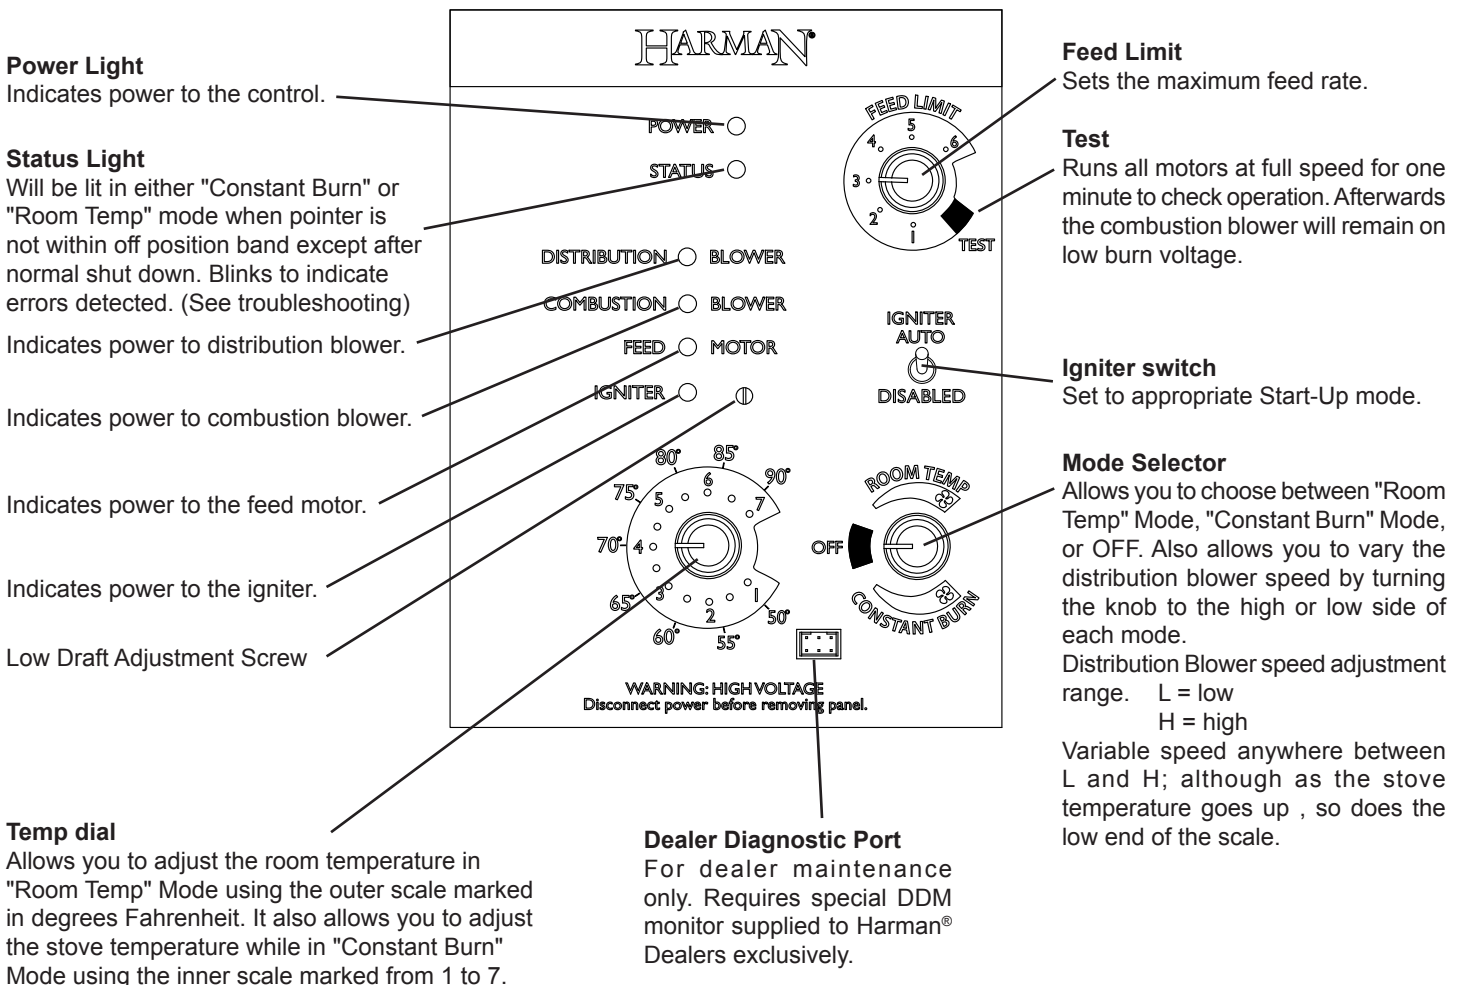 HARMAN®
Power Light
Indicates power to the control.
Status Light
Will be lit in either "Constant Burn" or
"Room Temp" mode when pointer is
not within off position band except after
normal shut down. Blinks to indicate
errors detected. (See troubleshooting)
Indicates power to distribution blower.
Indicates power to combustion blower.
Indicates power to the feed motor.
Indicates power to the igniter.
Low Draft Adjustment Screw
Temp dial
Allows you to adjust the room temperature in
"Room Temp" Mode using the outer scale marked
in degrees Fahrenheit. It also allows you to adjust
the stove temperature while in "Constant Burn"
Mode using the inner scale marked from 1 to 7.
POWER
STATUS
DISTRIBUTION BLOWER
COMBUSTION BLOWER
FEED MOTOR
IGNITER
FEED LIMIT
1
2
3
4
5
6
TEST
IGNITER
AUTO
DISABLED
50°
55°
60°
65°
70°
75°
80°
85°
90°
1
2
3
4
5
6
7
ROOM TEMP
OFF
CONSTANT BURN
WARNING: HIGH VOLTAGE
Disconnect power before removing panel.
Dealer Diagnostic Port
For dealer maintenance
only. Requires special DDM
monitor supplied to Harman®
Dealers exclusively.
Feed Limit
Sets the maximum feed rate.
Test
Runs all motors at full speed for one
minute to check operation. Afterwards
the combustion blower will remain on
low burn voltage.
Igniter switch
Set to appropriate Start-Up mode.
Mode Selector
Allows you to choose between "Room
Temp" Mode, "Constant Burn" Mode,
or OFF. Also allows you to vary the
distribution blower speed by turning
the knob to the high or low side of
each mode.
Distribution Blower speed adjustment
range. L = low
H = high
Variable speed anywhere between
L and H; although as the stove
temperature goes up , so does the
low end of the scale.